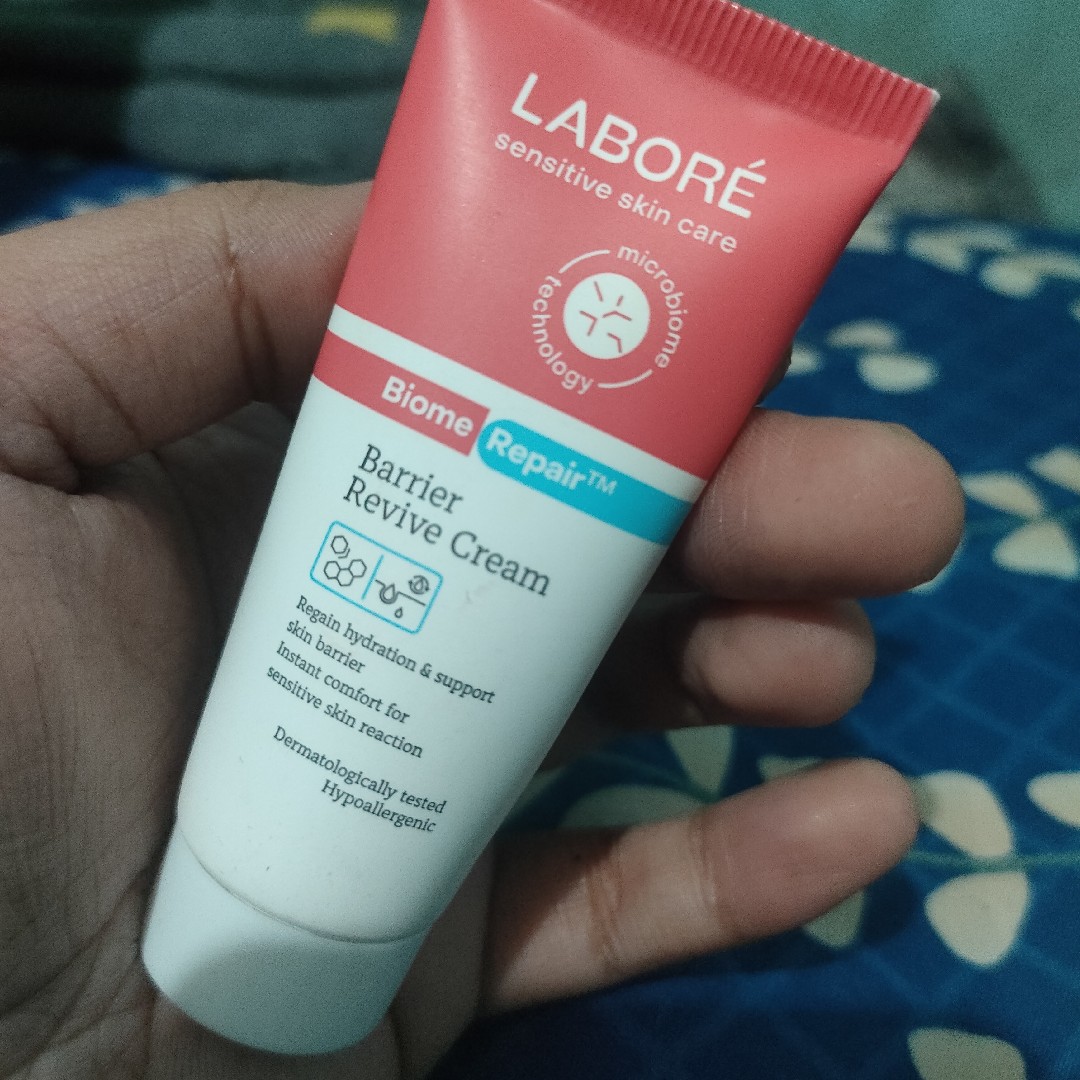 LABORÉ
sensitive skin care
microbiome
technology
Biome Repair™
Barrier
Revive Cream
Regain hydration & support
skin barrier
Instant comfort for
sensitive skin reaction
Dermatologically tested
Hypoallergenic